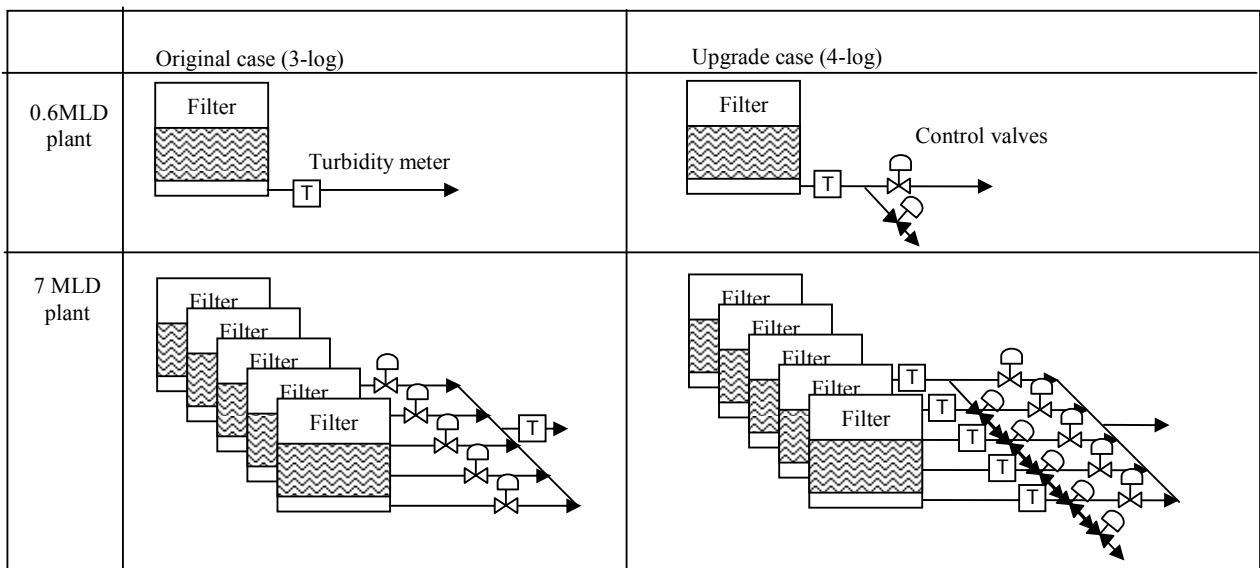 Original case (3-log)
Upgrade case (4-log)
0.6MLD
plant
Filter
Turbidity meter
T
Filter
Control valves
T
7 MLD
plant
Filter
Filter
Filter
Filter
Filter
T
Filter
Filter
Filter
Filter
Filter
T
T
T
T
T